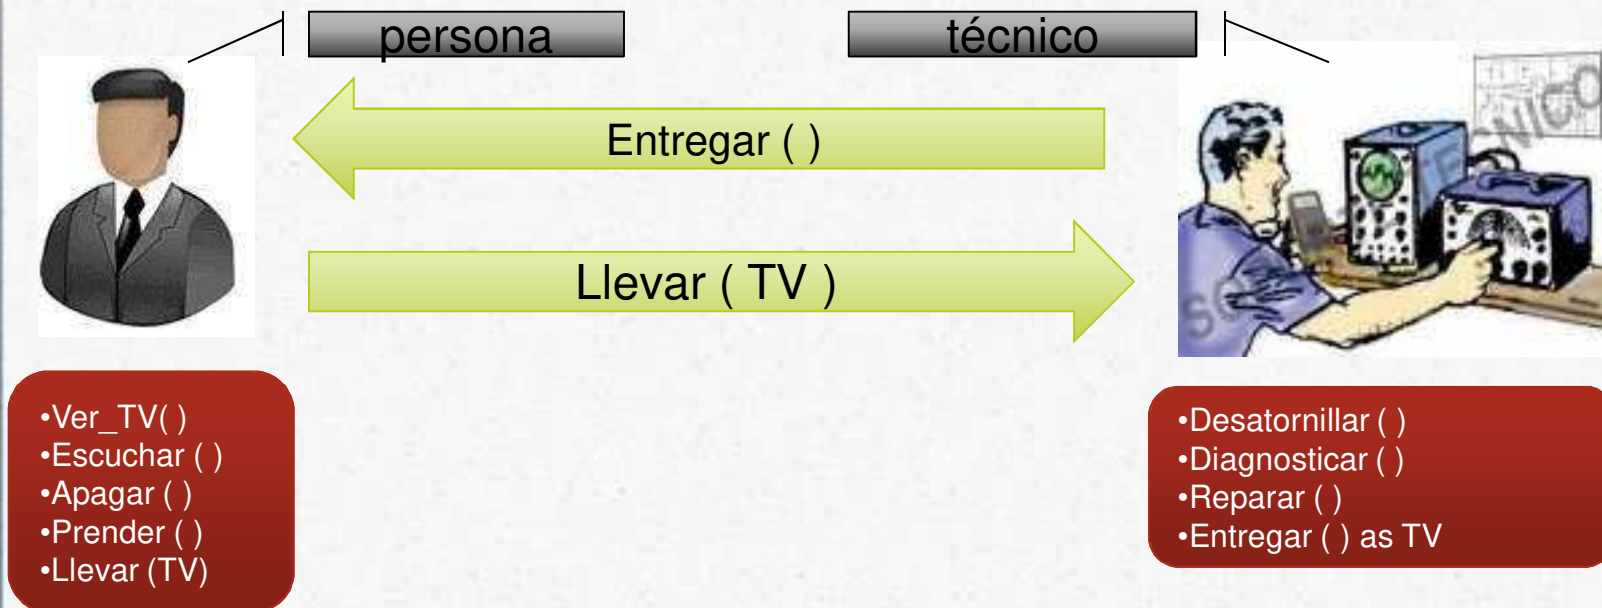 persona
técnico
Entregar ( )
Llevar ( TV )
•Ver_TV( )
•Escuchar ( )
•Apagar ( )
•Prender ( )
•Llevar (TV)
•Desatornillar ( )
•Diagnosticar ( )
•Reparar ( )
•Entregar ( ) as TV